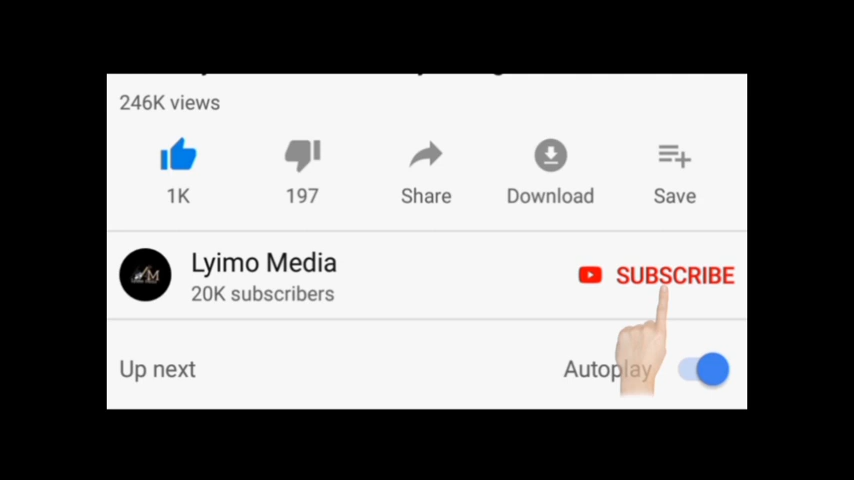 246K views
1K
197
Share
Download
Save
Lyimo Media
20K subscribers
SUBSCRIBE
Up next
Autoplay